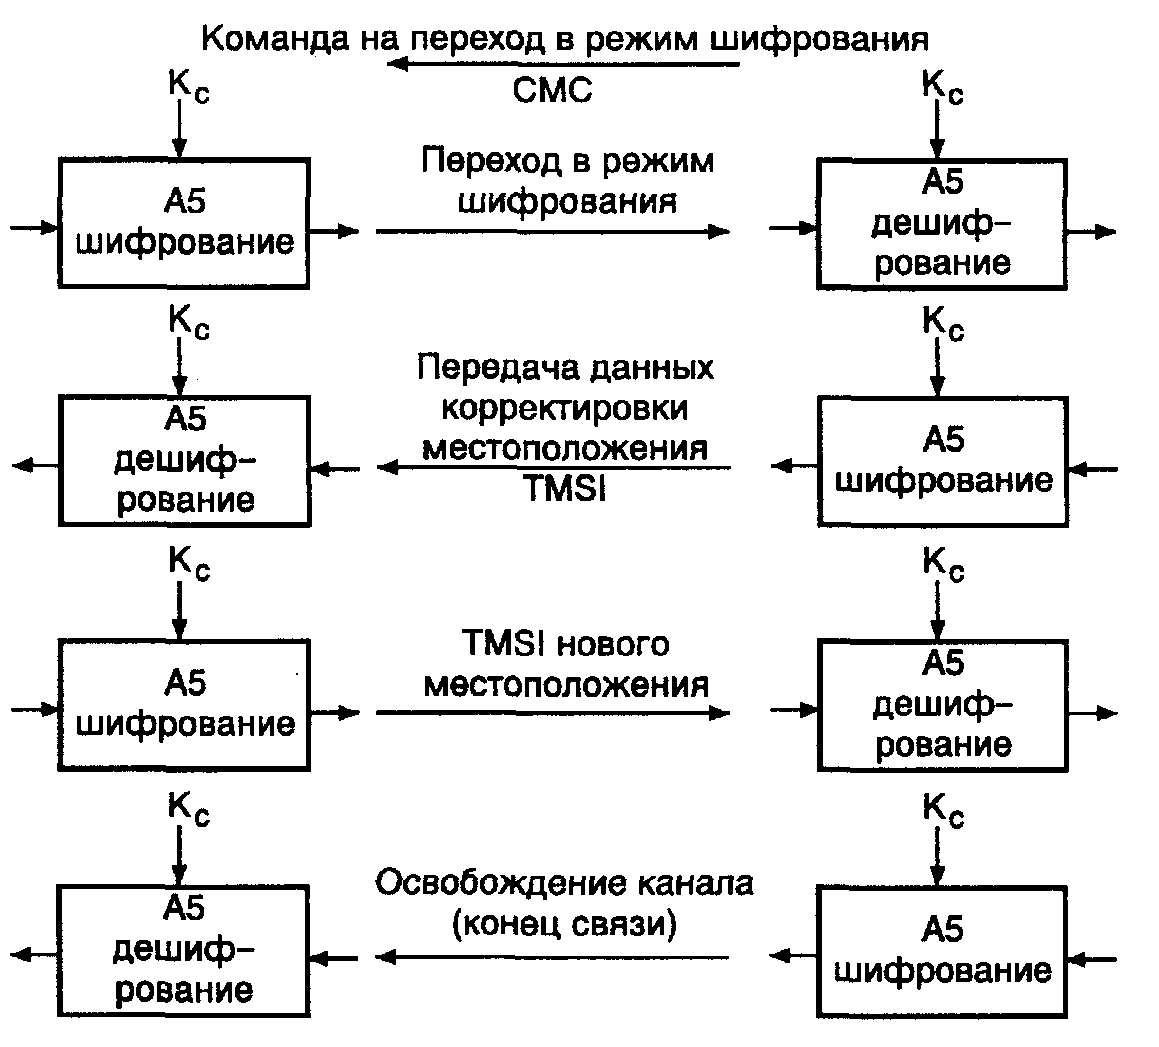 Команда на переход в режим шифрования
CMC
Kc
Kc
A5
шифрование
Переход в режим
шифрования
A5
дешиф-
рование
Kc
Kc
A5
дешиф-
рование
Передача данных
корректировки
местоположения
TMSI
A5
шифрование
Kc
Kc
A5
шифрование
TMSI нового
местоположения
A5
дешиф-
рование
Kc
Kc
A5
дешиф-
рование
Освобождение канала
(конец связи)
A5
шифрование